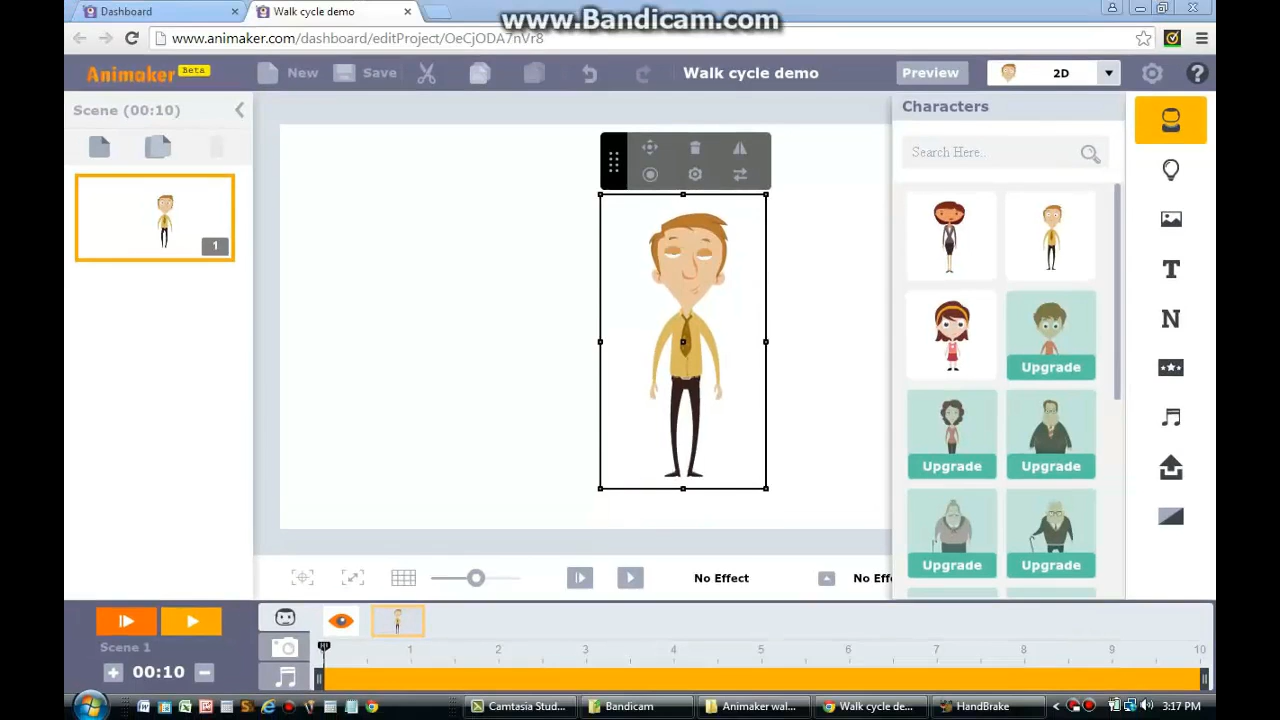 www.Bandicam.com
Dashboard
Walk cycle demo
www.animaker.com/dashboard/editProject/OeCjODA7nVr8
Animaker Beta
New
Save
Walk cycle demo
Preview
2D
Scene (00:10)
Characters
Search Here..
1
T
N
Upgrade
Upgrade
Upgrade
Upgrade
Upgrade
No Effect
No Effe
Scene 1
00:10
1 2 3 4 5 6 7 8 9 10
Camtasia Stud...
Bandicam
Animaker wal...
Walk cycle de...
HandBrake
3:17 PM